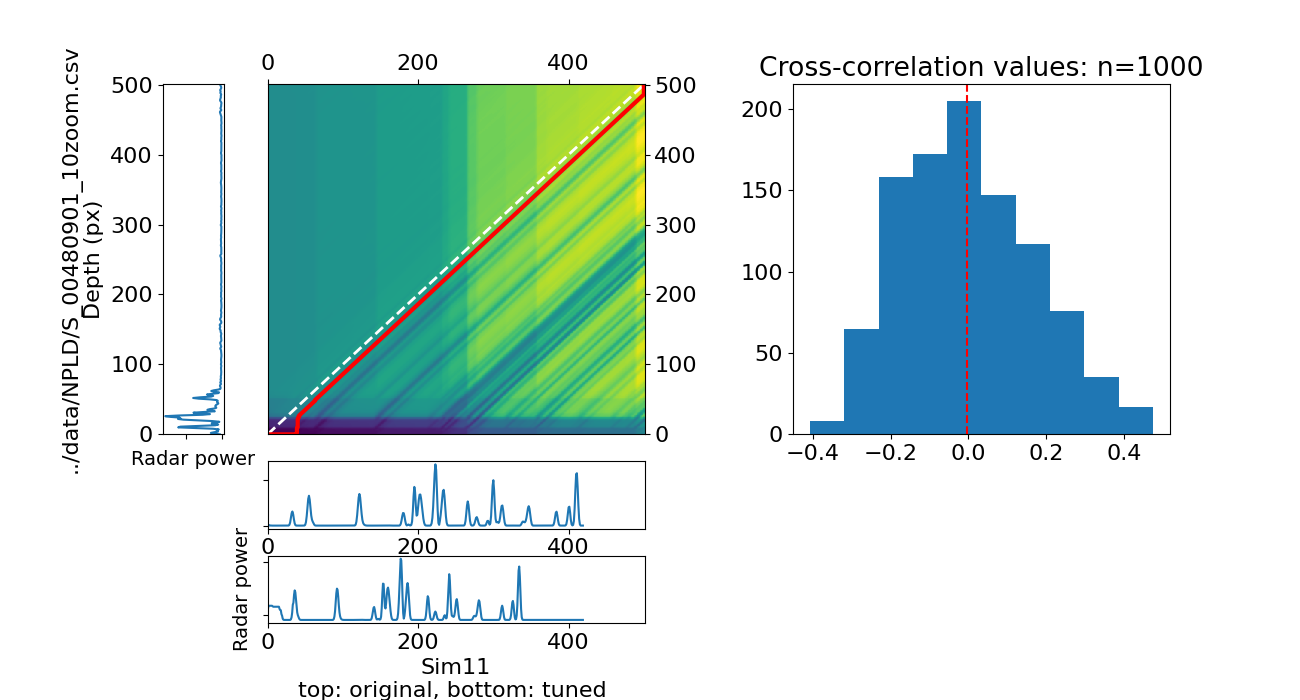 0 200 400
Cross-correlation values: n=1000
../data/NPLD/S_00480901_10zoom.csv
Depth (px)
500
400
300
200
100
0
500
400
300
200
100
0
200
150
100
50
0
−0.4 −0.2 0.0 0.2 0.4
Radar power
0 200 400
Radar power
0 200 400
Sim11
top: original, bottom: tuned